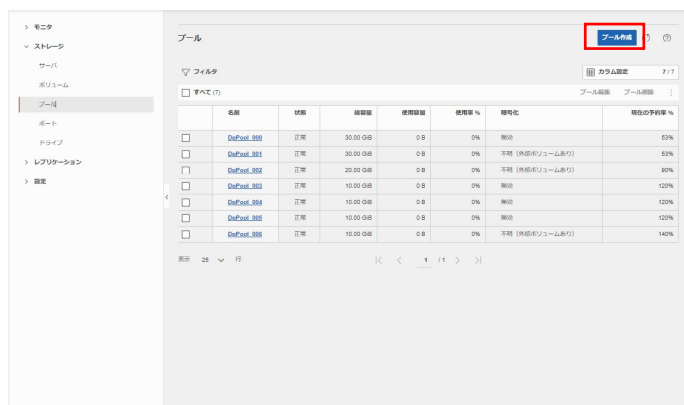 モニタ
ストレージ
サーバ
ボリューム
プール
ポート
ドライブ
レプリケーション
設定
プール
プール作成
フィルタ
カラム設定 7 / 7
すべて (7) プール編集 プール削除
名前 状態 総容量 使用容量 使用率 % 暗号化 現在の予約率 %
DpPool_000 正常 30.00 GiB 0 B 0% 無効 53%
DpPool_001 正常 30.00 GiB 0 B 0% 不明（外部ボリュームあり） 53%
DpPool_002 正常 20.00 GiB 0 B 0% 不明（外部ボリュームあり） 90%
DpPool_003 正常 10.00 GiB 0 B 0% 無効 120%
DpPool_004 正常 10.00 GiB 0 B 0% 無効 120%
DpPool_005 正常 10.00 GiB 0 B 0% 無効 120%
DpPool_006 正常 10.00 GiB 0 B 0% 不明（外部ボリュームあり） 140%
表示 25 行 1 / 1